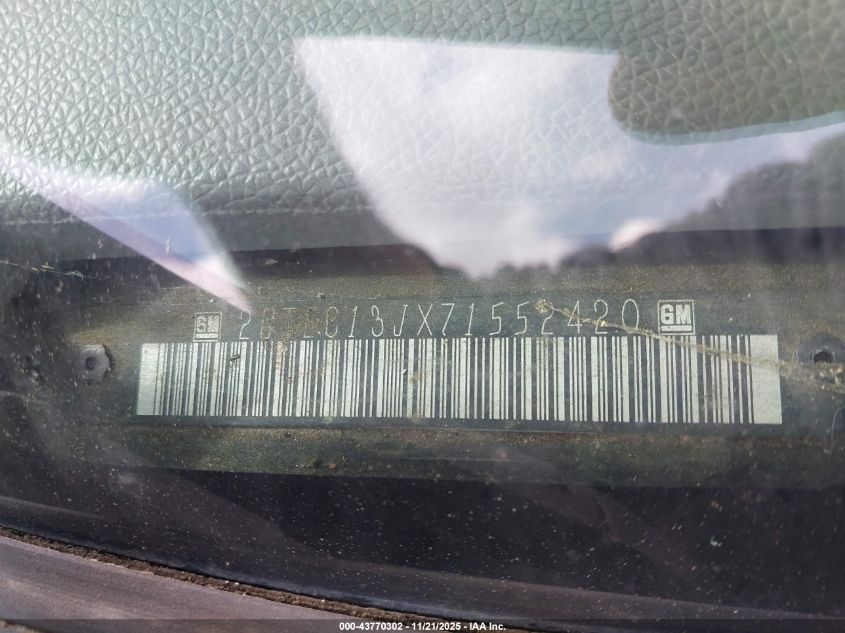 GM 2GTEC13JX71552420 GM
000-43770302 - 11/21/2025 - IAA Inc.